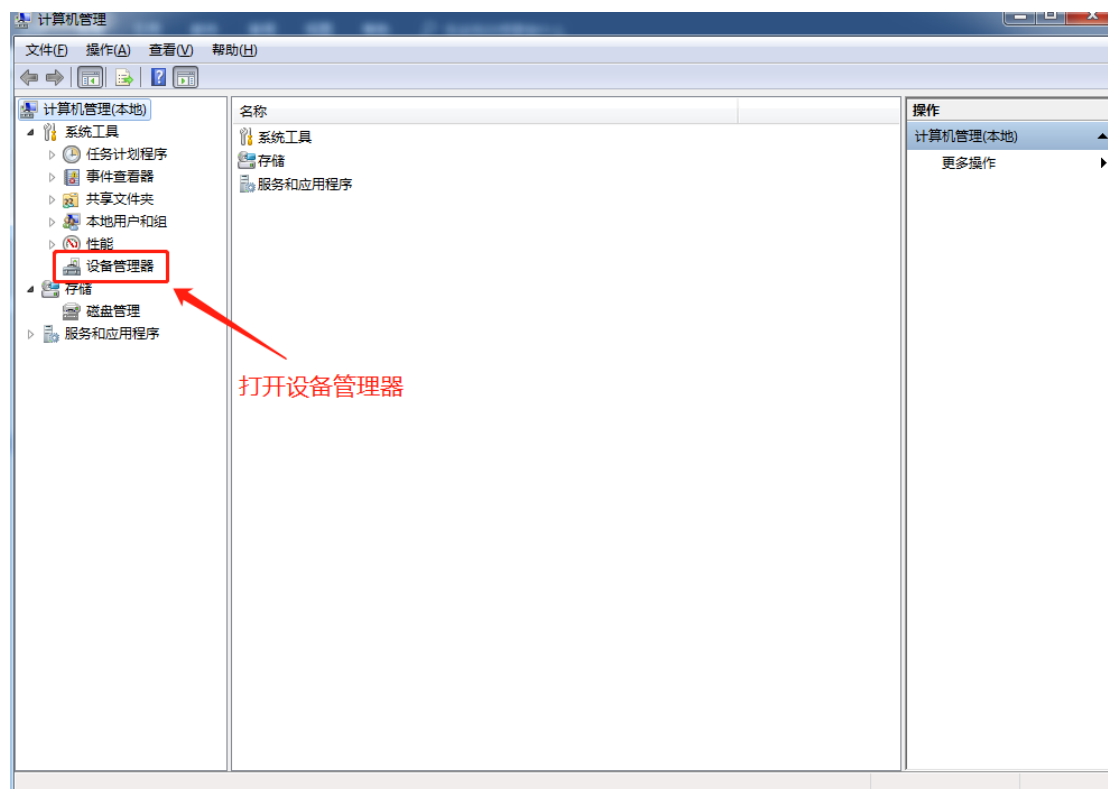 计算机管理
文件(F) 操作(A) 查看(V) 帮助(H)
计算机管理(本地)
系统工具
任务计划程序
事件查看器
共享文件夹
本地用户和组
性能
设备管理器
存储
磁盘管理
服务和应用程序
名称
系统工具
存储
服务和应用程序
打开设备管理器
操作
计算机管理(本地)
更多操作